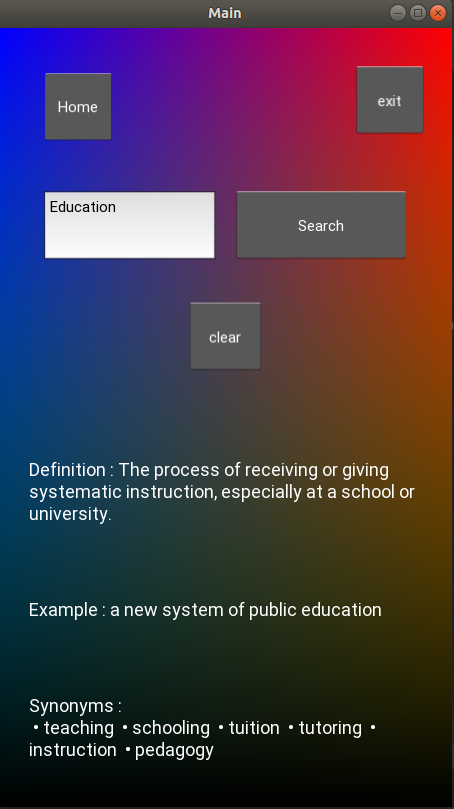 Main
Home
exit
Education
Search
clear
Definition : The process of receiving or giving
systematic instruction, especially at a school or
university.
Example : a new system of public education
Synonyms :
• teaching • schooling • tuition • tutoring •
instruction • pedagogy